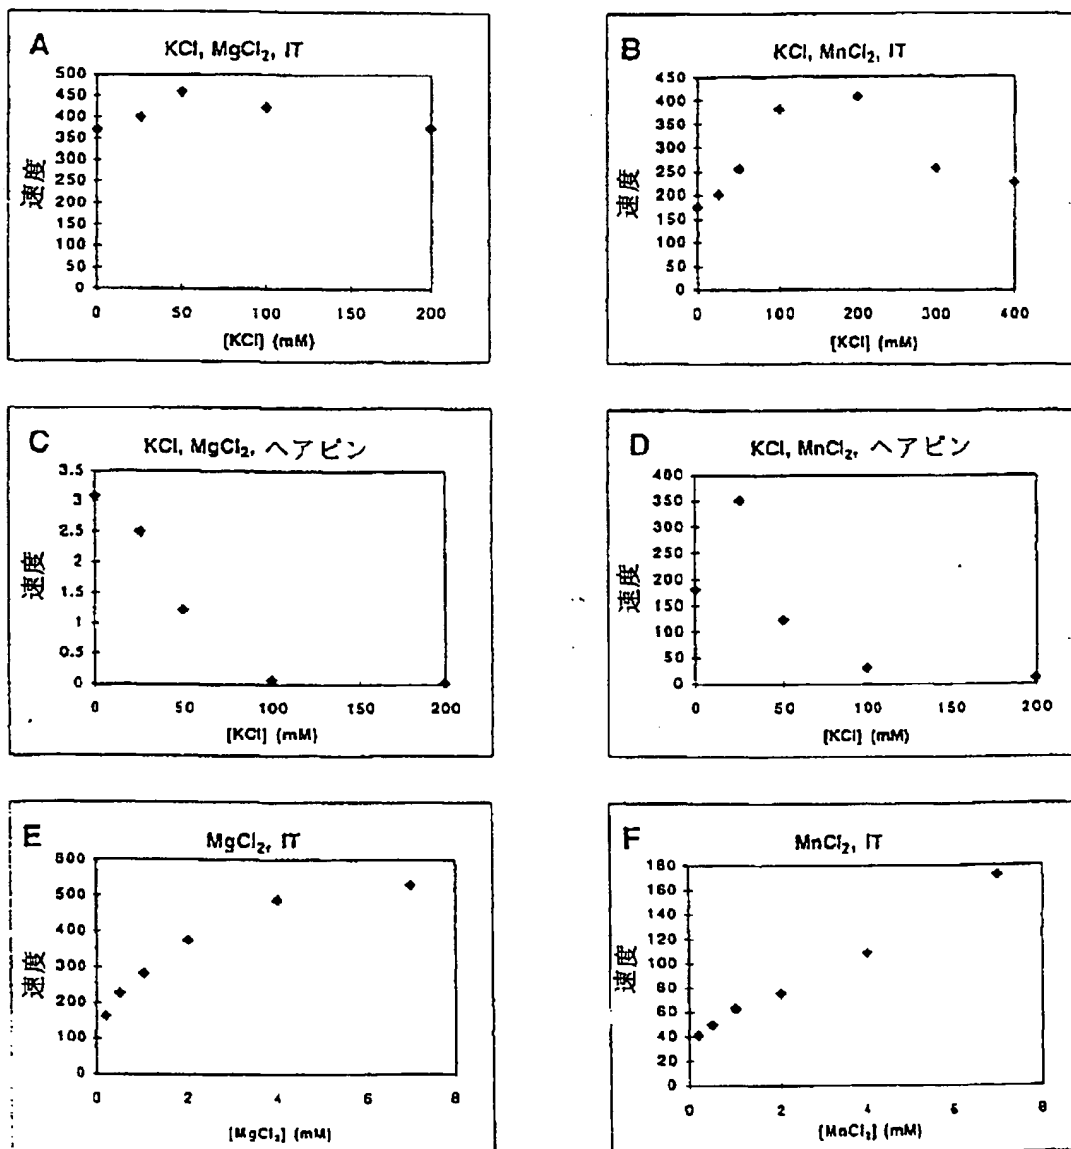 A
KCl, MgCl₂, IT
500
450
400
350
300
250
200
150
100
50
0
速度
0 50 100 150 200
[KCl] (mM)
B
KCl, MnCl₂, IT
450
400
350
300
250
200
150
100
50
0
速度
0 100 200 300 400
[KCl] (mM)
C
KCl, MgCl₂, ヘアピン
3.5
3
2.5
2
1.5
1
0.5
0
速度
0 50 100 150 200
[KCl] (mM)
D
KCl, MnCl₂, ヘアピン
400
350
300
250
200
150
100
50
0
速度
0 50 100 150 200
[KCl] (mM)
E
MgCl₂, IT
600
500
400
300
200
100
0
速度
0 2 4 6 8
[MgCl₂] (mM)
F
MnCl₂, IT
180
160
140
120
100
80
60
40
20
0
速度
0 2 4 6 8
[MnCl₂] (mM)